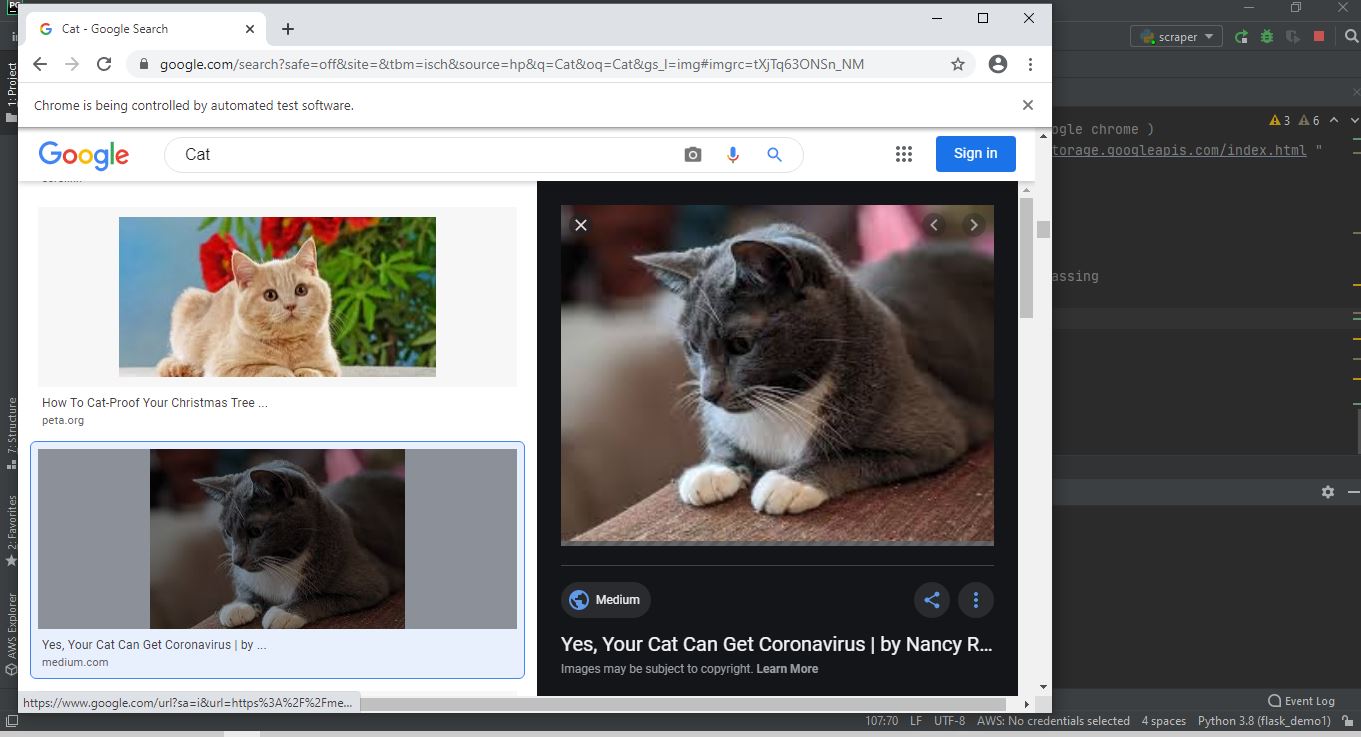 PC
Cat - Google Search
scraper
google.com/search?safe=off&site=&tbm=isch&source=hp&q=Cat&oq=Cat&gs_l=img#imgrc=tXjTq63ONSn_NM
1: Project
Chrome is being controlled by automated test software.
3 6
ogle chrome )
torage.googleapis.com/index.html "
Google
Cat
Sign in
assing
How To Cat-Proof Your Christmas Tree ...
peta.org
7: Structure
2: Favorites
AWS Explorer
Medium
Yes, Your Cat Can Get Coronavirus | by ...
medium.com
Yes, Your Cat Can Get Coronavirus | by Nancy R...
Images may be subject to copyright. Learn More
https://www.google.com/url?sa=i&url=https%3A%2F%2Fme...
Event Log
107:70 LF UTF-8 AWS: No credentials selected 4 spaces Python 3.8 (flask_demo1)